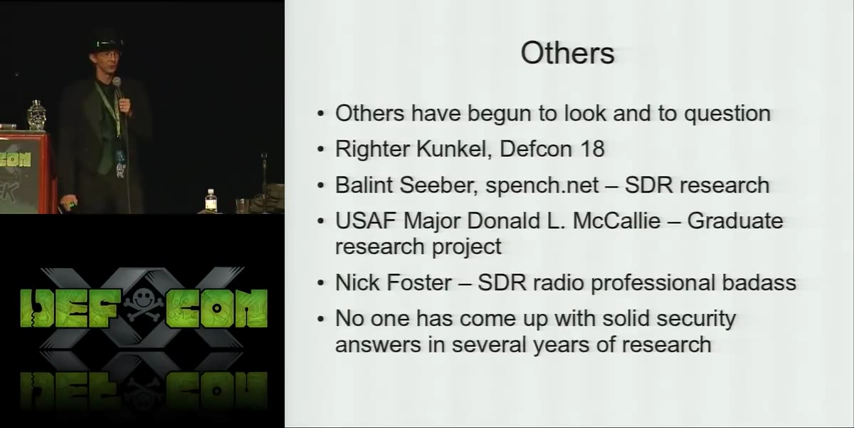 Others
• Others have begun to look and to question
• Righter Kunkel, Defcon 18
• Balint Seeber, spench.net – SDR research
• USAF Major Donald L. McCallie – Graduate
research project
• Nick Foster – SDR radio professional badass
• No one has come up with solid security
answers in several years of research
DEF CON